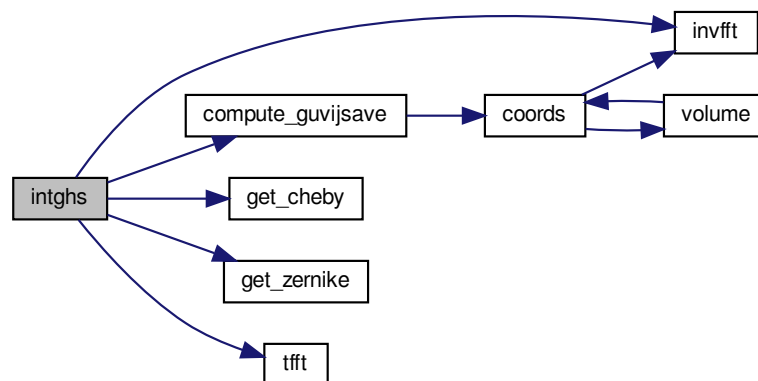 invfft
compute_guvijsave
coords
volume
intghs
get_cheby
get_zernike
tfft